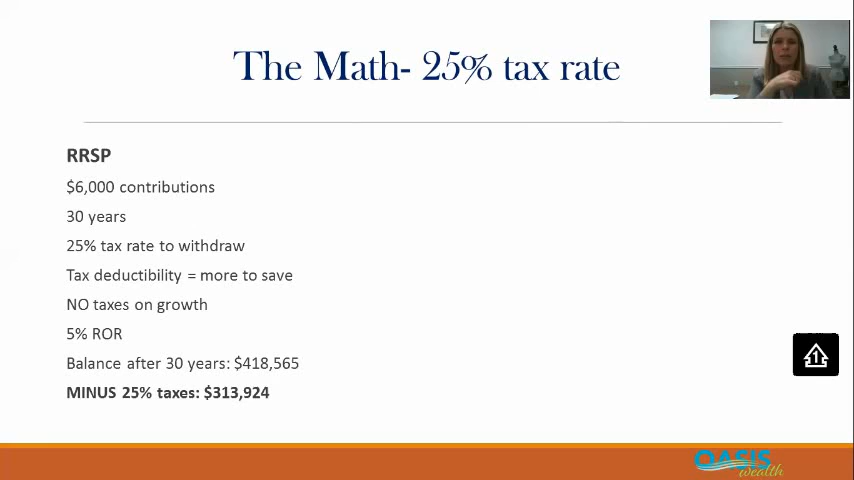 The Math- 25% tax rate
RRSP
$6,000 contributions
30 years
25% tax rate to withdraw
Tax deductibility = more to save
NO taxes on growth
5% ROR
Balance after 30 years: $418,565
MINUS 25% taxes: $313,924
1
OASIS
wealth